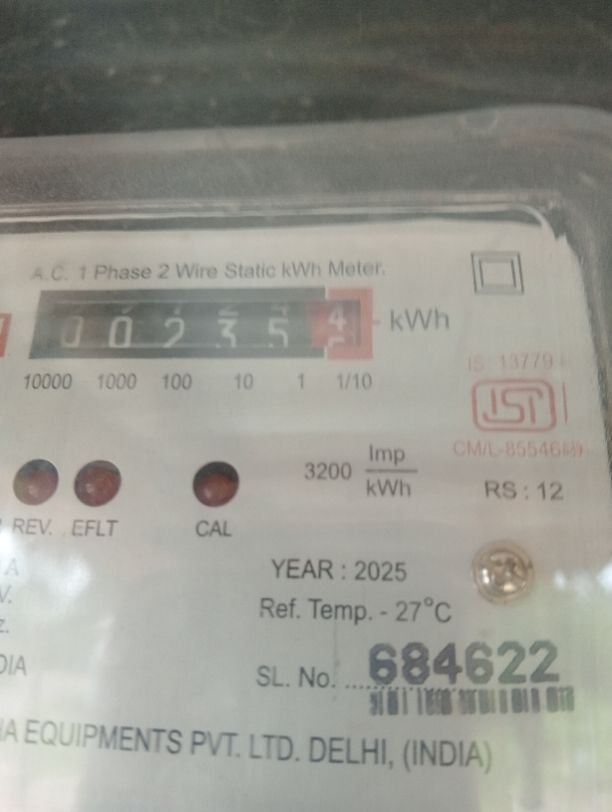 A.C. 1 Phase 2 Wire Static kWh Meter.
0 0 2 3 5 4 kWh
10000 1000 100 10 1 1/10
IS 13779
ISI
CM/L-85546
3200 Imp/kWh
RS : 12
REV. EFLT CAL
YEAR : 2025
Ref. Temp. - 27°C
SL. No. 684622
EQUIPMENTS PVT. LTD. DELHI, (INDIA)